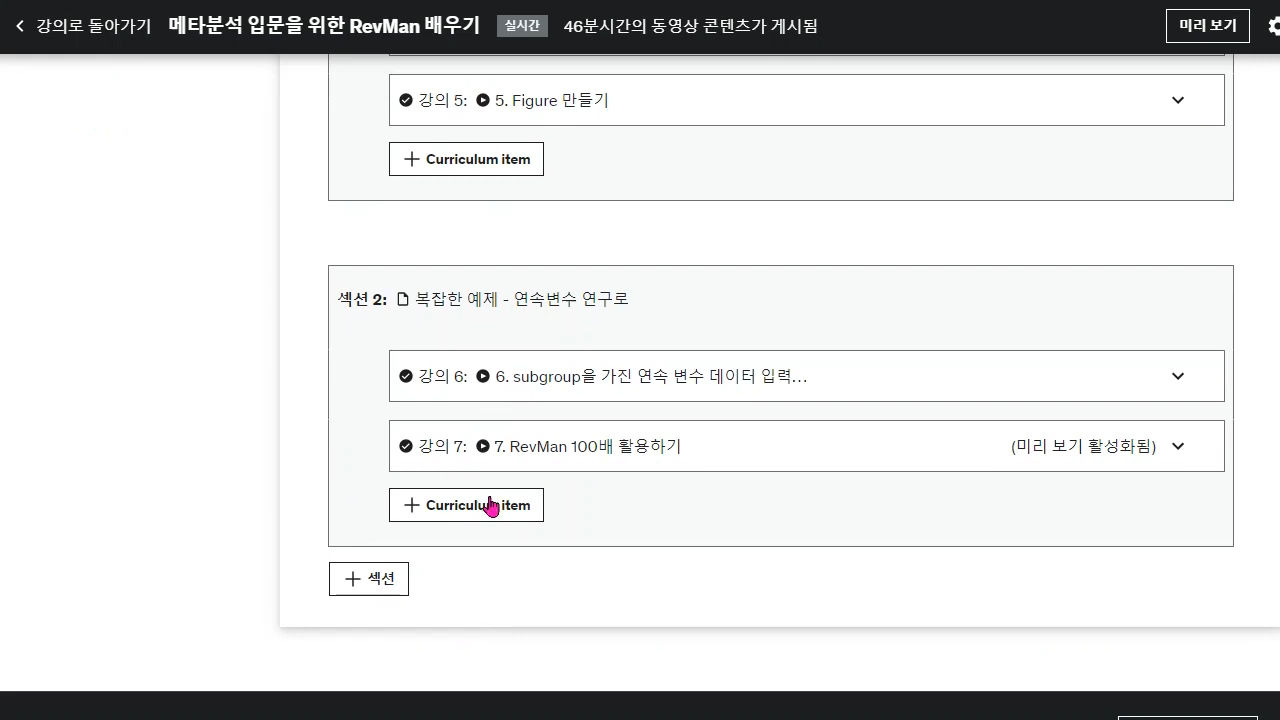 강의로 돌아가기 메타분석 입문을 위한 RevMan 배우기 실시간 46분시간의 동영상 콘텐츠가 게시됨 미리 보기
강의 5: 5. Figure 만들기
+ Curriculum item
섹션 2: 복잡한 예제 - 연속변수 연구로
강의 6: 6. subgroup을 가진 연속 변수 데이터 입력...
강의 7: 7. RevMan 100배 활용하기 (미리 보기 활성화됨)
+ Curriculum item
+ 섹션